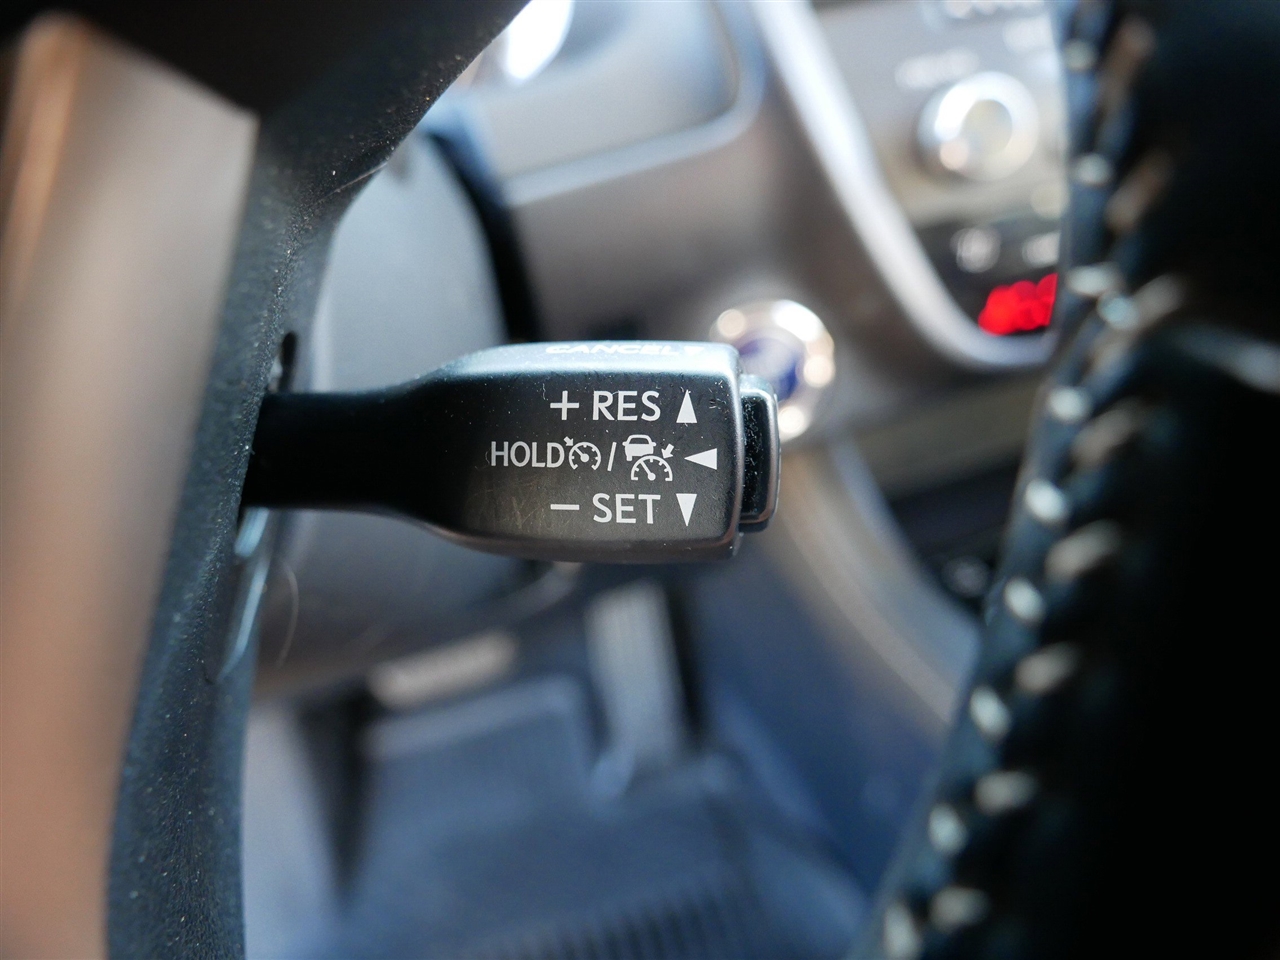 CANCEL
+ RES ▲
HOLD / ◀
− SET ▼